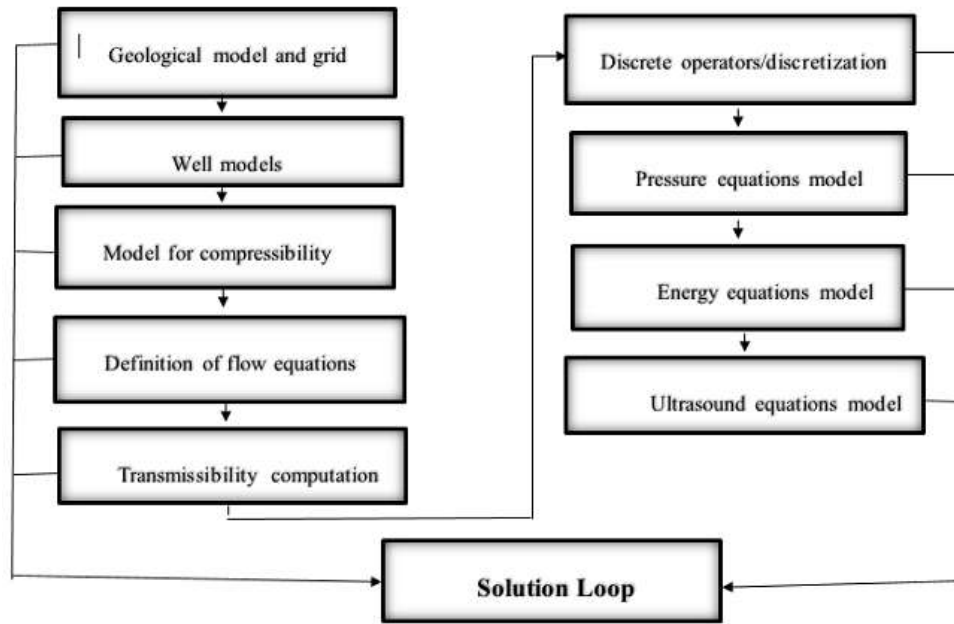 Geological model and grid
Well models
Model for compressibility
Definition of flow equations
Transmissibility computation
Discrete operators/discretization
Pressure equations model
Energy equations model
Ultrasound equations model
Solution Loop